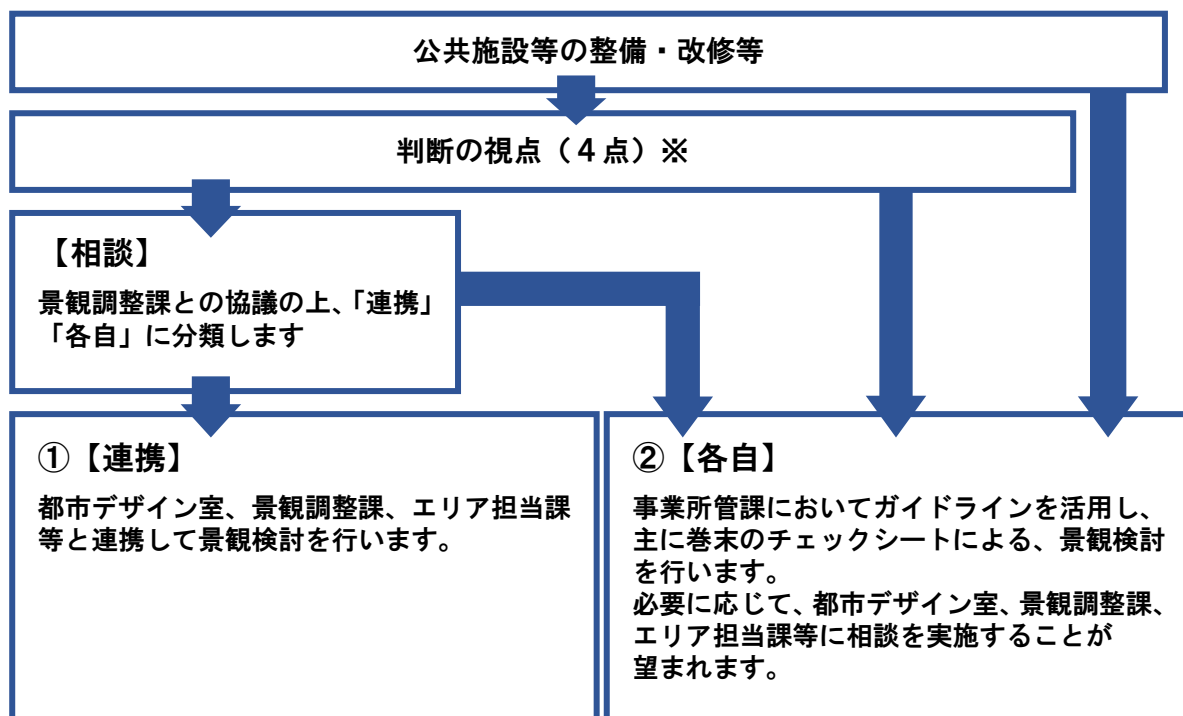 公共施設等の整備・改修等
判断の視点（４点）※
【相談】
景観調整課との協議の上、「連携」
「各自」に分類します
①【連携】
都市デザイン室、景観調整課、エリア担当課
等と連携して景観検討を行います。
②【各自】
事業所管課においてガイドラインを活用し、
主に巻末のチェックシートによる、景観検討
を行います。
必要に応じて、都市デザイン室、景観調整課、
エリア担当課等に相談を実施することが
望まれます。